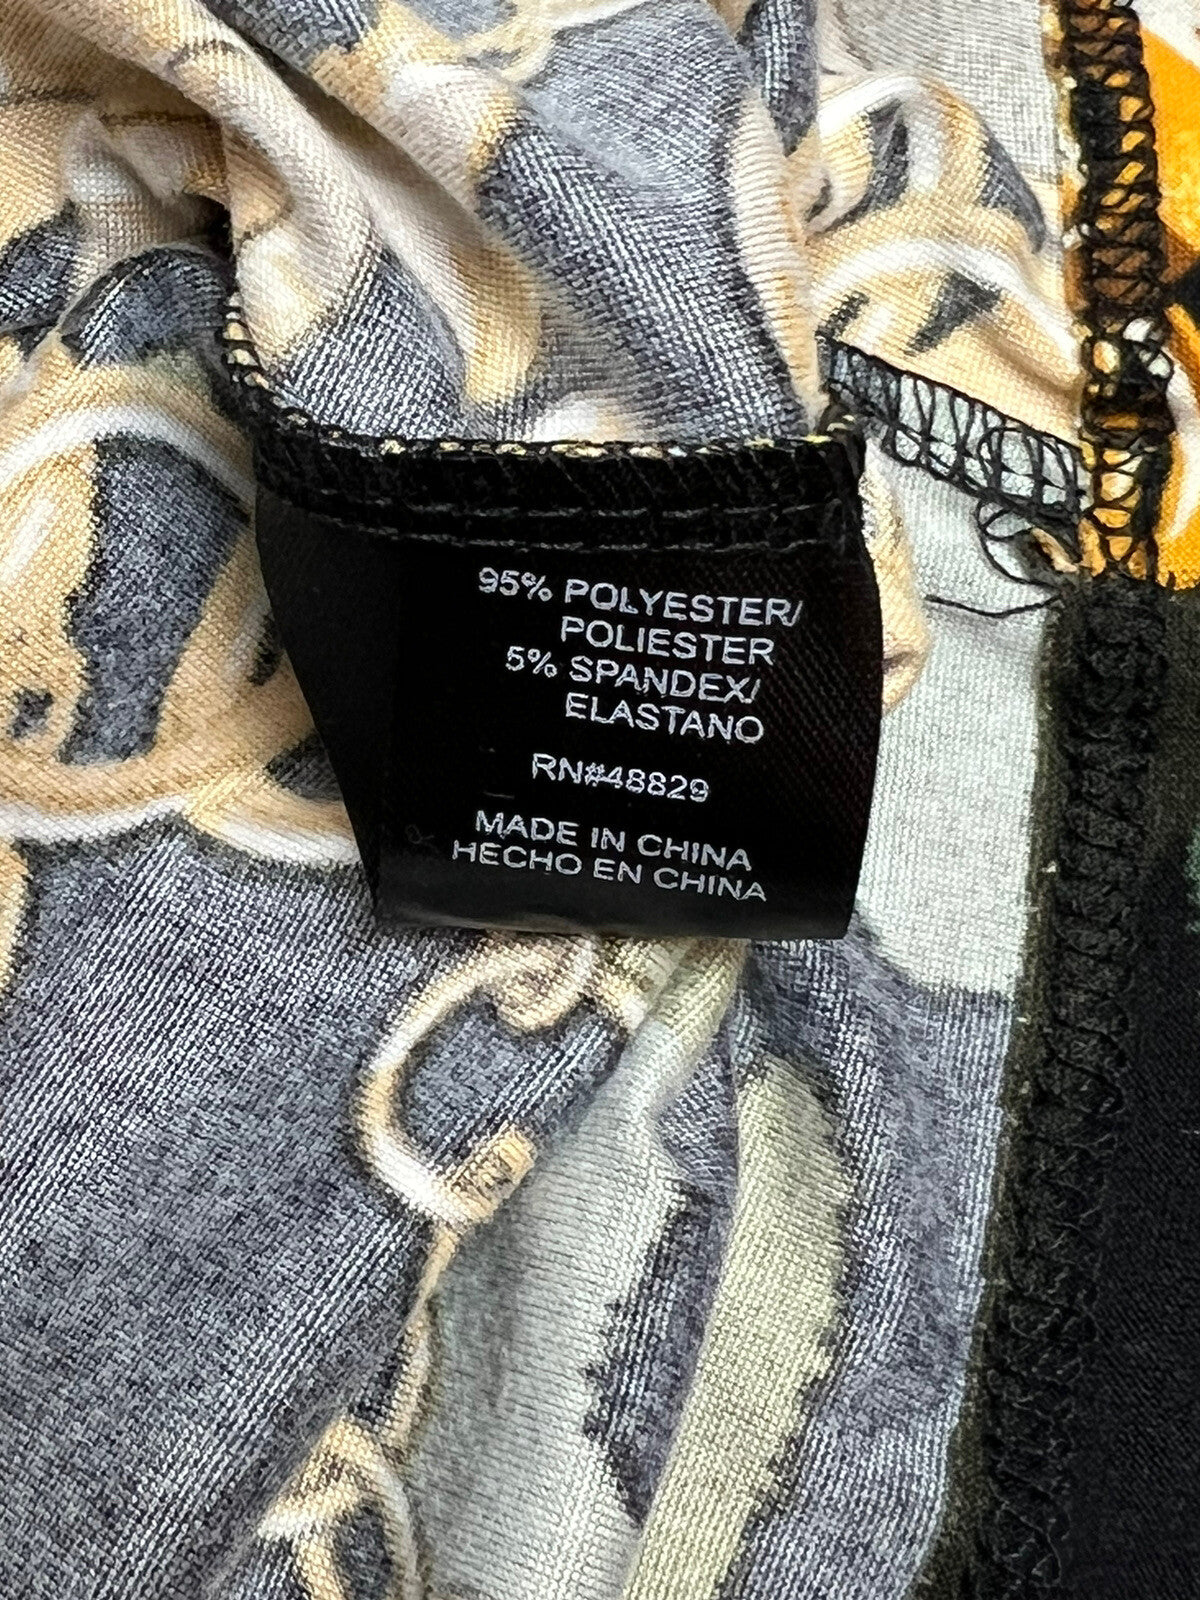 95% POLYESTER/
POLIESTER
5% SPANDEX/
ELASTANO
RN#48829
MADE IN CHINA
HECHO EN CHINA